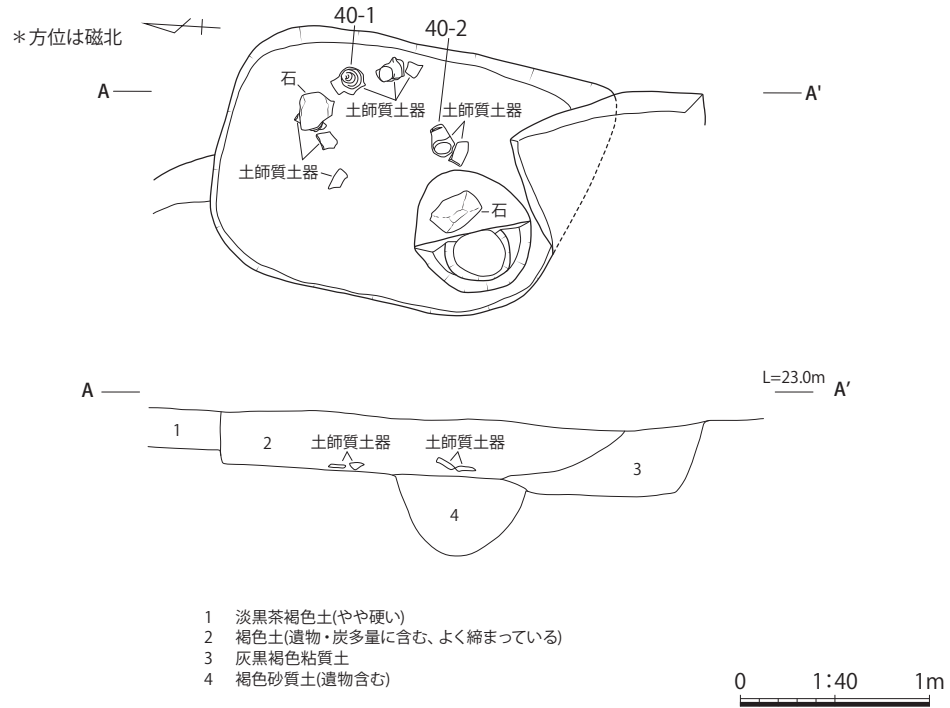 ＊方位は磁北
40-1
40-2
A
A'
石
土師質土器
土師質土器
土師質土器
石
A
L=23.0m
A′
1
2
土師質土器
土師質土器
3
4
1 淡黒茶褐色土(やや硬い)
2 褐色土(遺物・炭多量に含む、よく締まっている)
3 灰黒褐色粘質土
4 褐色砂質土(遺物含む)
0 1:40 1m